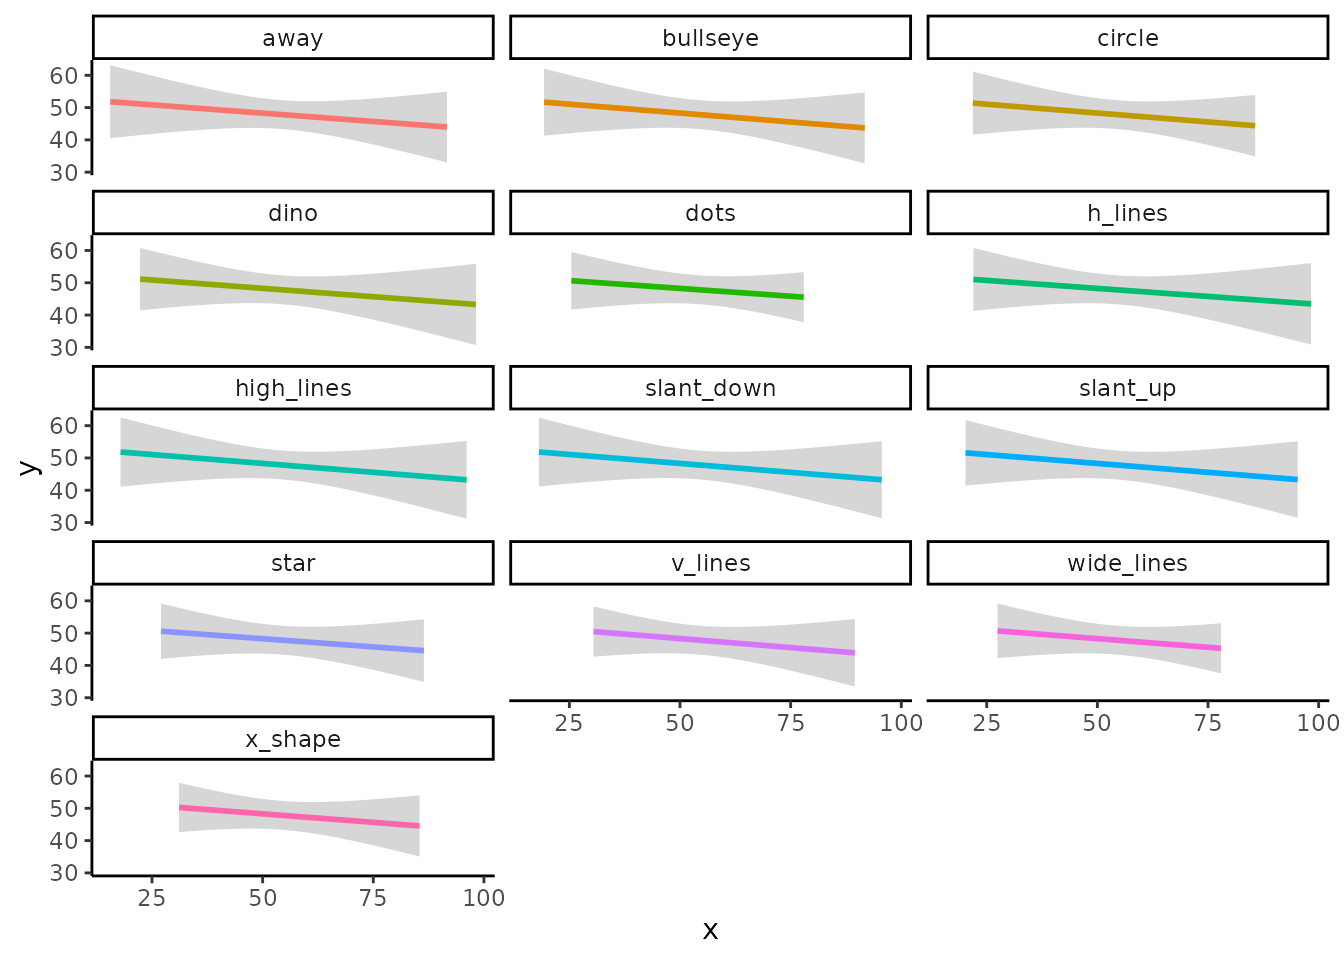 away bullseye circle
60
50
40
30
dino dots h_lines
60
50
40
30
high_lines slant_down slant_up
60
50
40
30
y
star v_lines wide_lines
60
50
40
30
25 50 75 100 25 50 75 100
x_shape
60
50
40
30
25 50 75 100
x